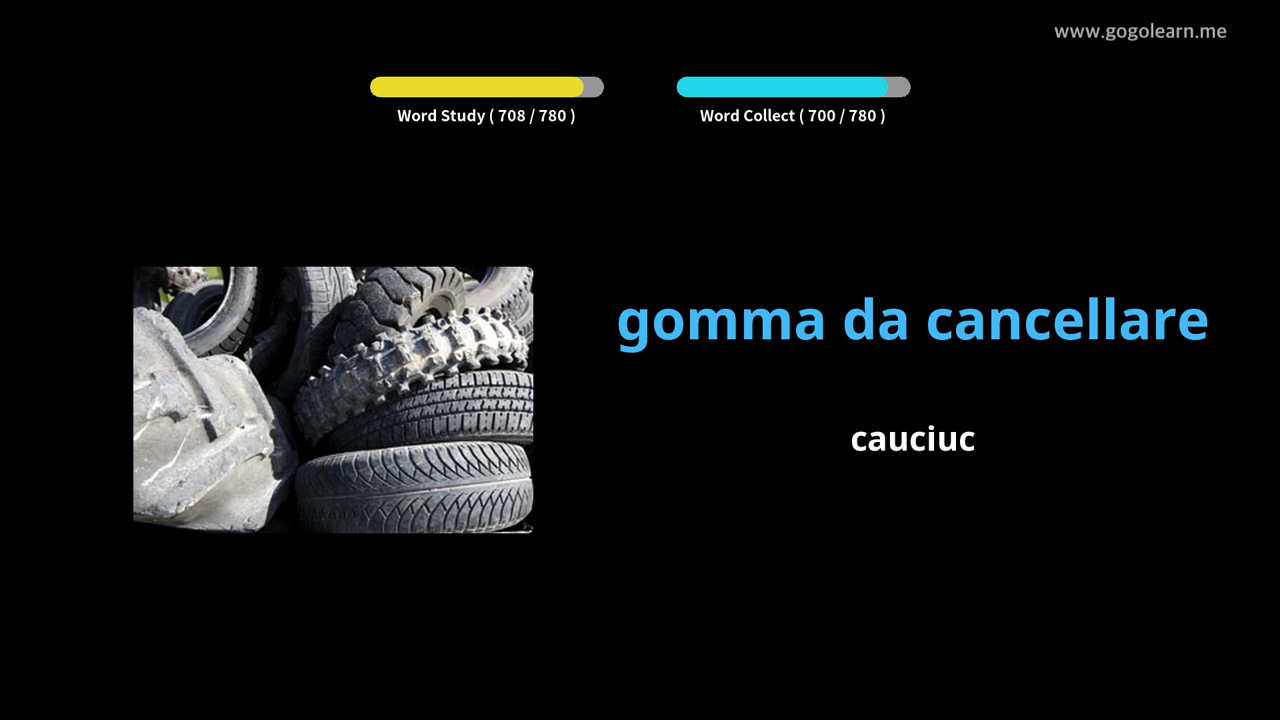 www.gogolearn.me
Word Study ( 708 / 780 )
Word Collect ( 700 / 780 )
gomma da cancellare
cauciuc